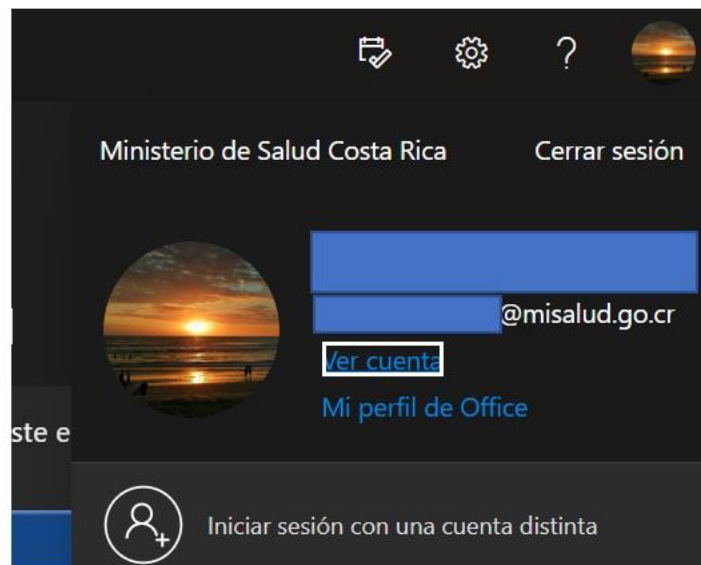 ?
Ministerio de Salud Costa Rica Cerrar sesión
@misalud.go.cr
Ver cuenta
Mi perfil de Office
ste e
Iniciar sesión con una cuenta distinta